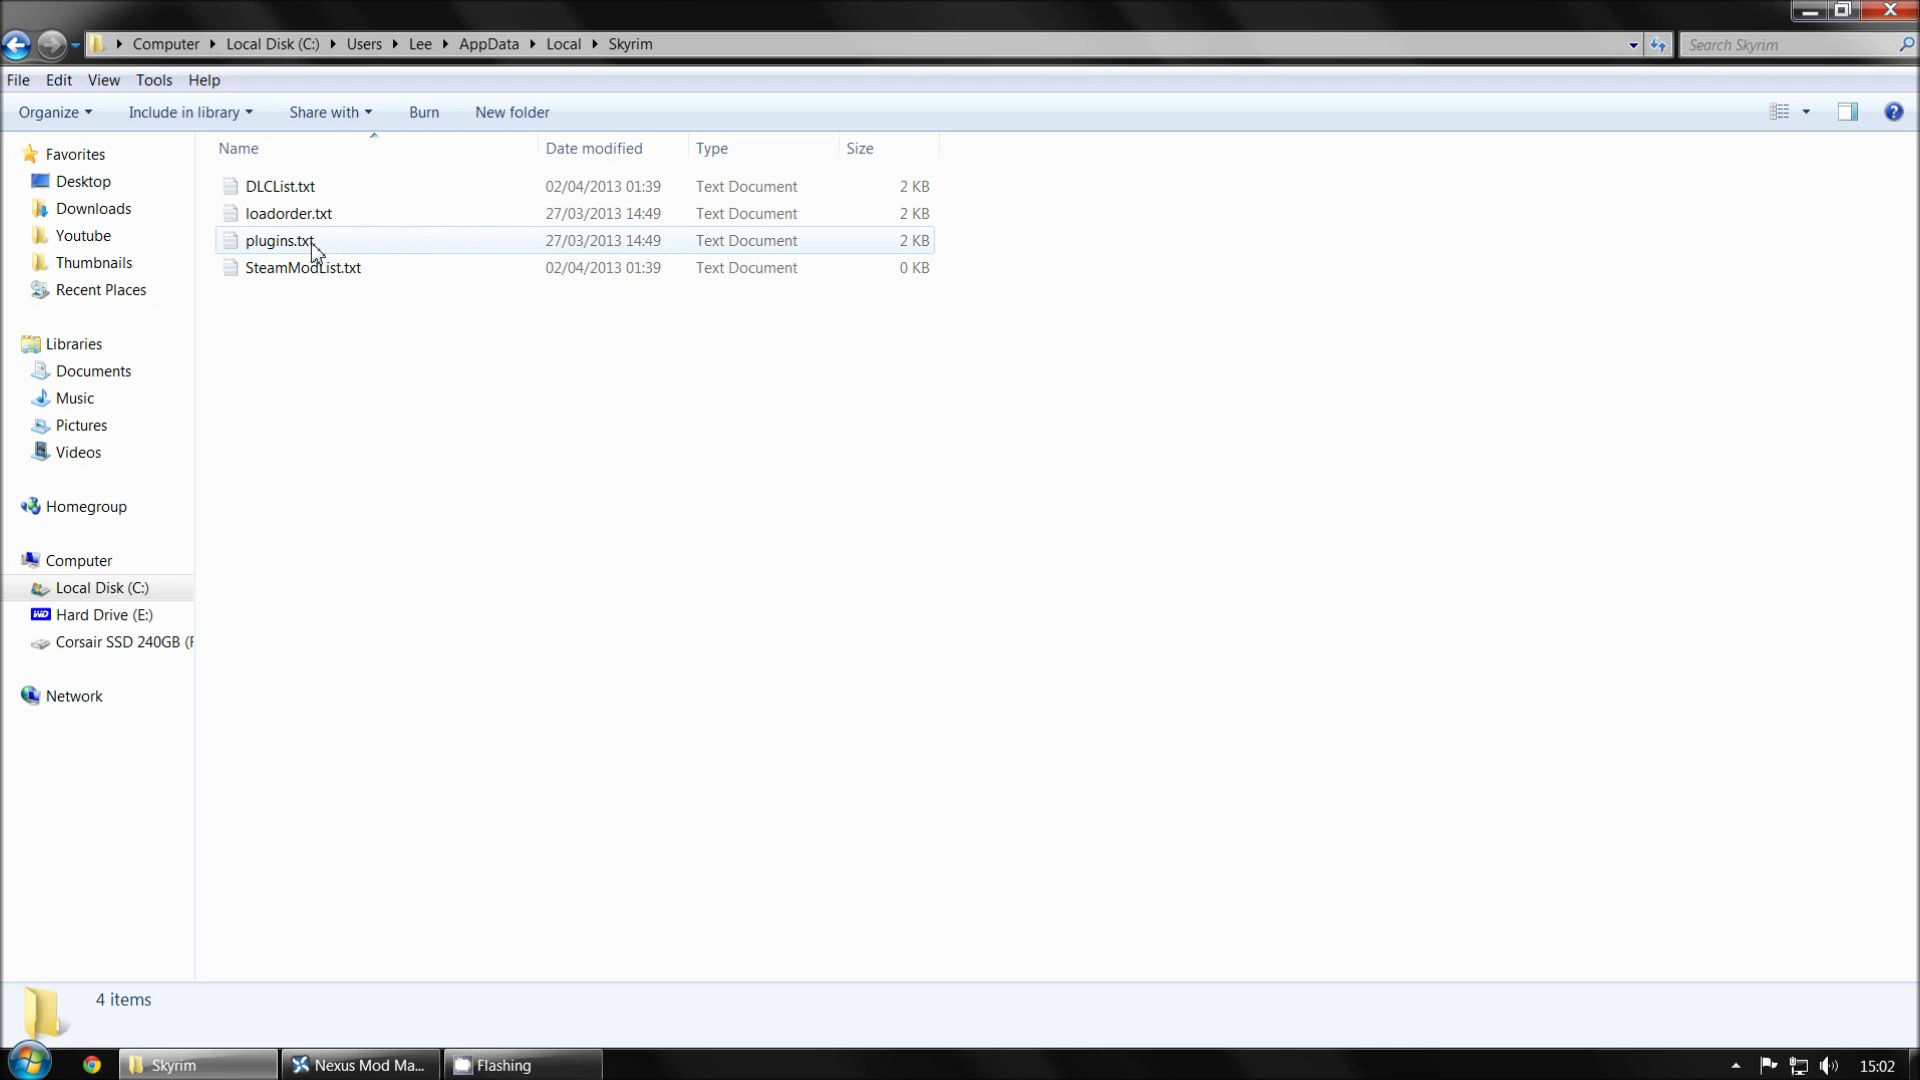 Computer Local Disk (C:) Users Lee AppData Local Skyrim Search Skyrim
File Edit View Tools Help
Organize Include in library Share with Burn New folder
Favorites
Desktop
Downloads
Youtube
Thumbnails
Recent Places
Libraries
Documents
Music
Pictures
Videos
Homegroup
Computer
Local Disk (C:)
Hard Drive (E:)
Corsair SSD 240GB (F
Network
Name Date modified Type Size
DLCList.txt 02/04/2013 01:39 Text Document 2 KB
loadorder.txt 27/03/2013 14:49 Text Document 2 KB
plugins.txt 27/03/2013 14:49 Text Document 2 KB
SteamModList.txt 02/04/2013 01:39 Text Document 0 KB
4 items
Skyrim Nexus Mod Ma... Flashing 15:02